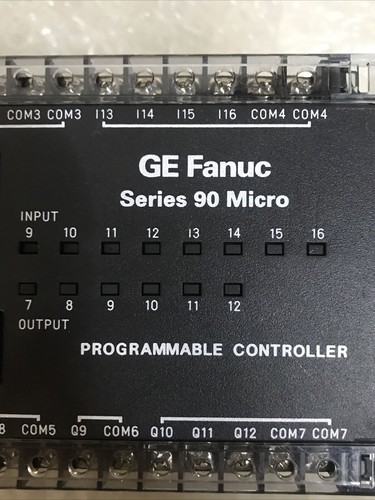 COM3 COM3 I13 I14 I15 I16 COM4 COM4
GE Fanuc
Series 90 Micro
INPUT
9 10 11 12 13 14 15 16
7 8 9 10 11 12
OUTPUT
PROGRAMMABLE CONTROLLER
8 COM5 Q9 COM6 Q10 Q11 Q12 COM7 COM7